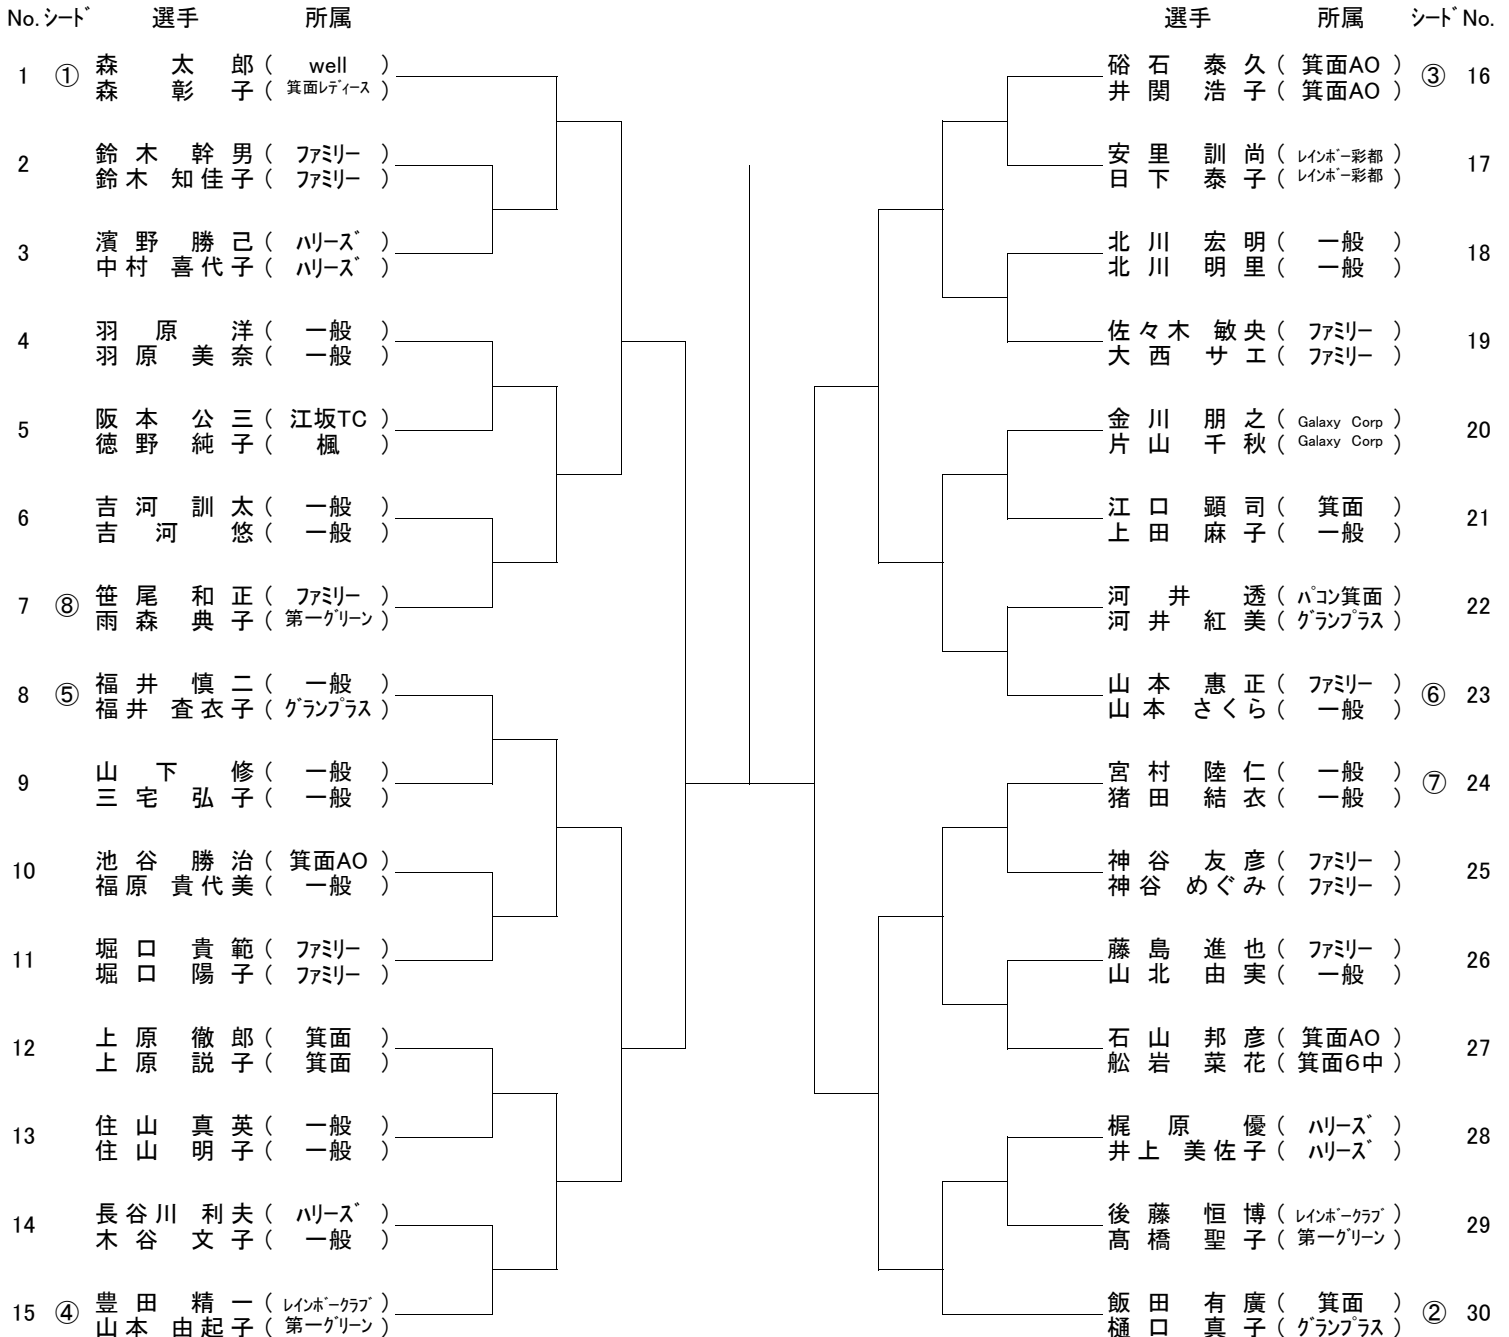 No. シード 選手 所属
1 ① 森 太郎 ( well )
森 彰子 ( 箕面レディース )
2 鈴木 幹男 ( ファミリー )
鈴木 知佳子 ( ファミリー )
3 濱野 勝己 ( ハリーズ )
中村 喜代子 ( ハリーズ )
4 羽原 洋 ( 一般 )
羽原 美奈 ( 一般 )
5 阪本 公三 ( 江坂TC )
徳野 純子 ( 楓 )
6 吉河 訓太 ( 一般 )
吉河 悠 ( 一般 )
7 ⑧ 笹尾 和正 ( ファミリー )
雨森 典子 ( 第一グリーン )
8 ⑤ 福井 慎二 ( 一般 )
福井 査衣子 ( グランプラス )
9 山下 修 ( 一般 )
三宅 弘子 ( 一般 )
10 池谷 勝治 ( 箕面AO )
福原 貴代美 ( 一般 )
11 堀口 貴範 ( ファミリー )
堀口 陽子 ( ファミリー )
12 上原 徹郎 ( 箕面 )
上原 説子 ( 箕面 )
13 住山 真英 ( 一般 )
住山 明子 ( 一般 )
14 長谷川 利夫 ( ハリーズ )
木谷 文子 ( 一般 )
15 ④ 豊田 精一 ( レインボークラブ )
山本 由起子 ( 第一グリーン )
選手 所属 シード No.
硲石 泰久 ( 箕面AO ) ③ 16
井関 浩子 ( 箕面AO )
安里 訓尚 ( レインボー彩都 ) 17
日下 泰子 ( レインボー彩都 )
北川 宏明 ( 一般 ) 18
北川 明里 ( 一般 )
佐々木 敏央 ( ファミリー ) 19
大西 サエ ( ファミリー )
金川 朋之 ( Galaxy Corp ) 20
片山 千秋 ( Galaxy Corp )
江口 顕司 ( 箕面 ) 21
上田 麻子 ( 一般 )
河井 透 ( パコン箕面 ) 22
河井 紅美 ( グランプラス )
山本 惠正 ( ファミリー ) ⑥ 23
山本 さくら ( 一般 )
宮村 陸仁 ( 一般 ) ⑦ 24
猪田 結衣 ( 一般 )
神谷 友彦 ( ファミリー ) 25
神谷 めぐみ ( ファミリー )
藤島 進也 ( ファミリー ) 26
山北 由実 ( 一般 )
石山 邦彦 ( 箕面AO ) 27
舩岩 菜花 ( 箕面6中 )
梶原 優 ( ハリーズ ) 28
井上 美佐子 ( ハリーズ )
後藤 恒博 ( レインボークラブ ) 29
髙橋 聖子 ( 第一グリーン )
飯田 有廣 ( 箕面 ) ② 30
樋口 真子 ( グランプラス )